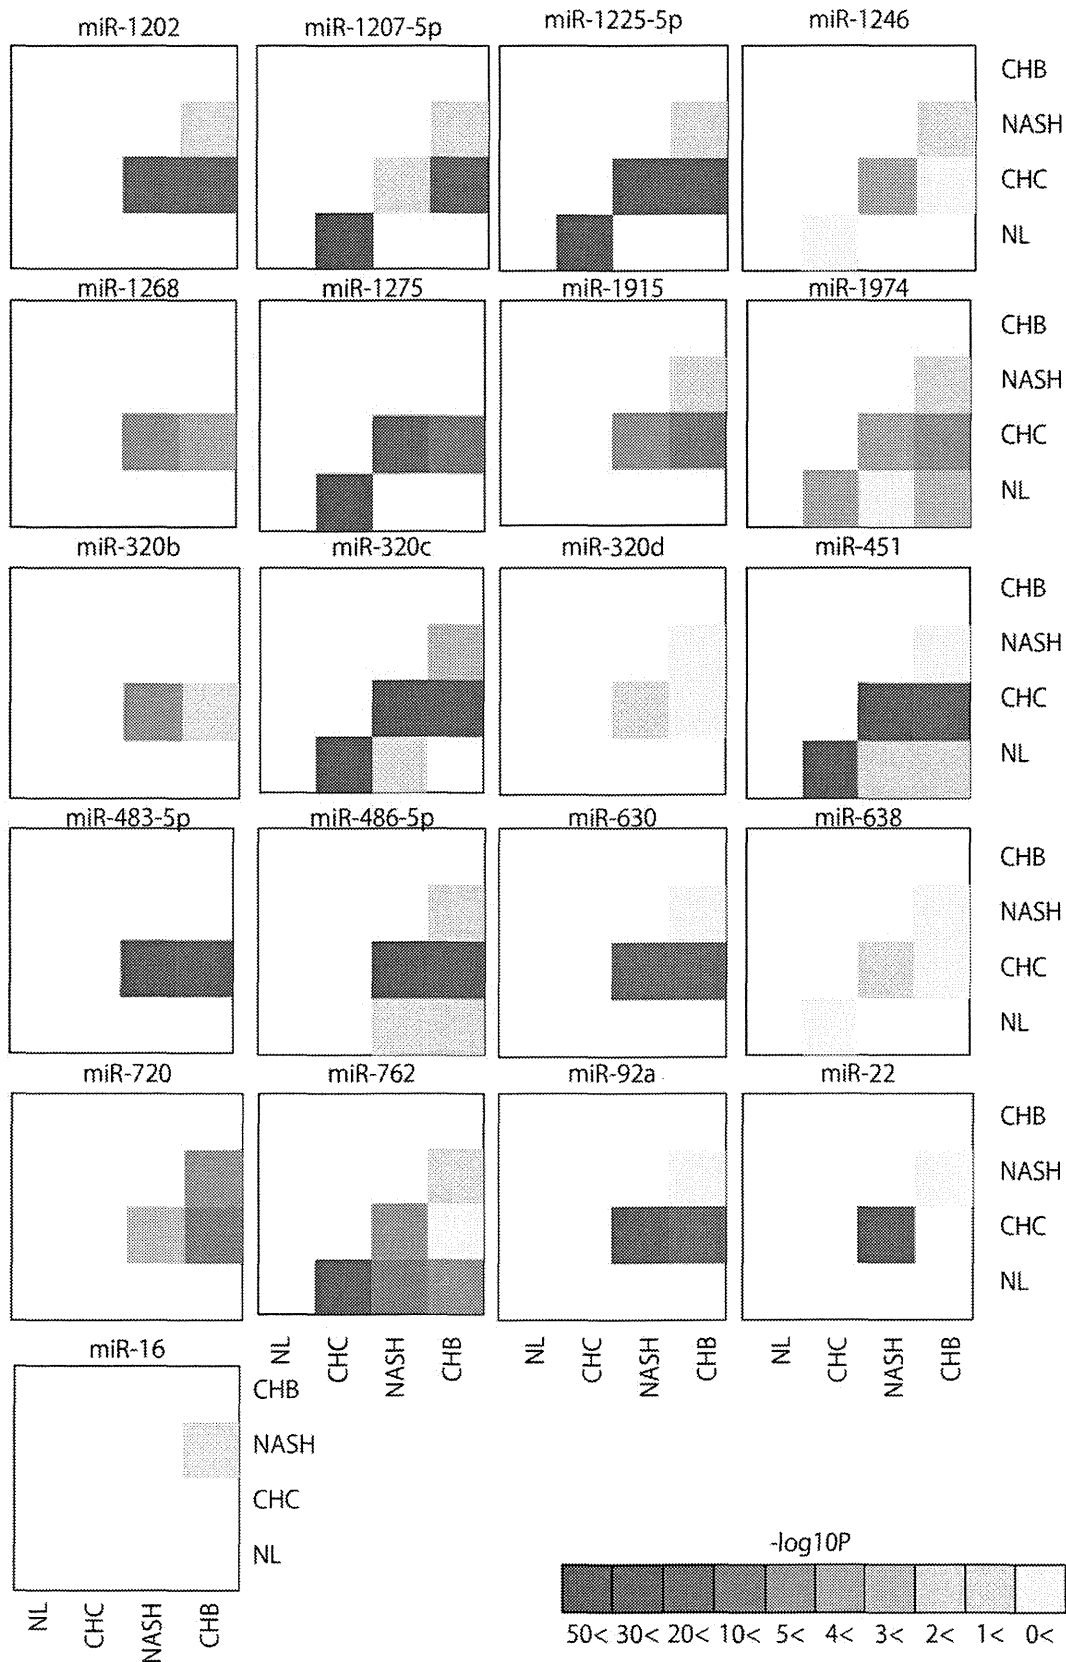 miR-1202 miR-1207-5p miR-1225-5p miR-1246
CHB
NASH
CHC
NL
miR-1268 miR-1275 miR-1915 miR-1974
CHB
NASH
CHC
NL
miR-320b miR-320c miR-320d miR-451
CHB
NASH
CHC
NL
miR-483-5p miR-486-5p miR-630 miR-638
CHB
NASH
CHC
NL
miR-720 miR-762 miR-92a miR-22
CHB
NASH
CHC
NL
NL CHC NASH CHB NL CHC NASH CHB NL CHC NASH CHB
miR-16
CHB
NASH
CHC
NL
NL CHC NASH CHB
-log10P
50< 30< 20< 10< 5< 4< 3< 2< 1< 0<